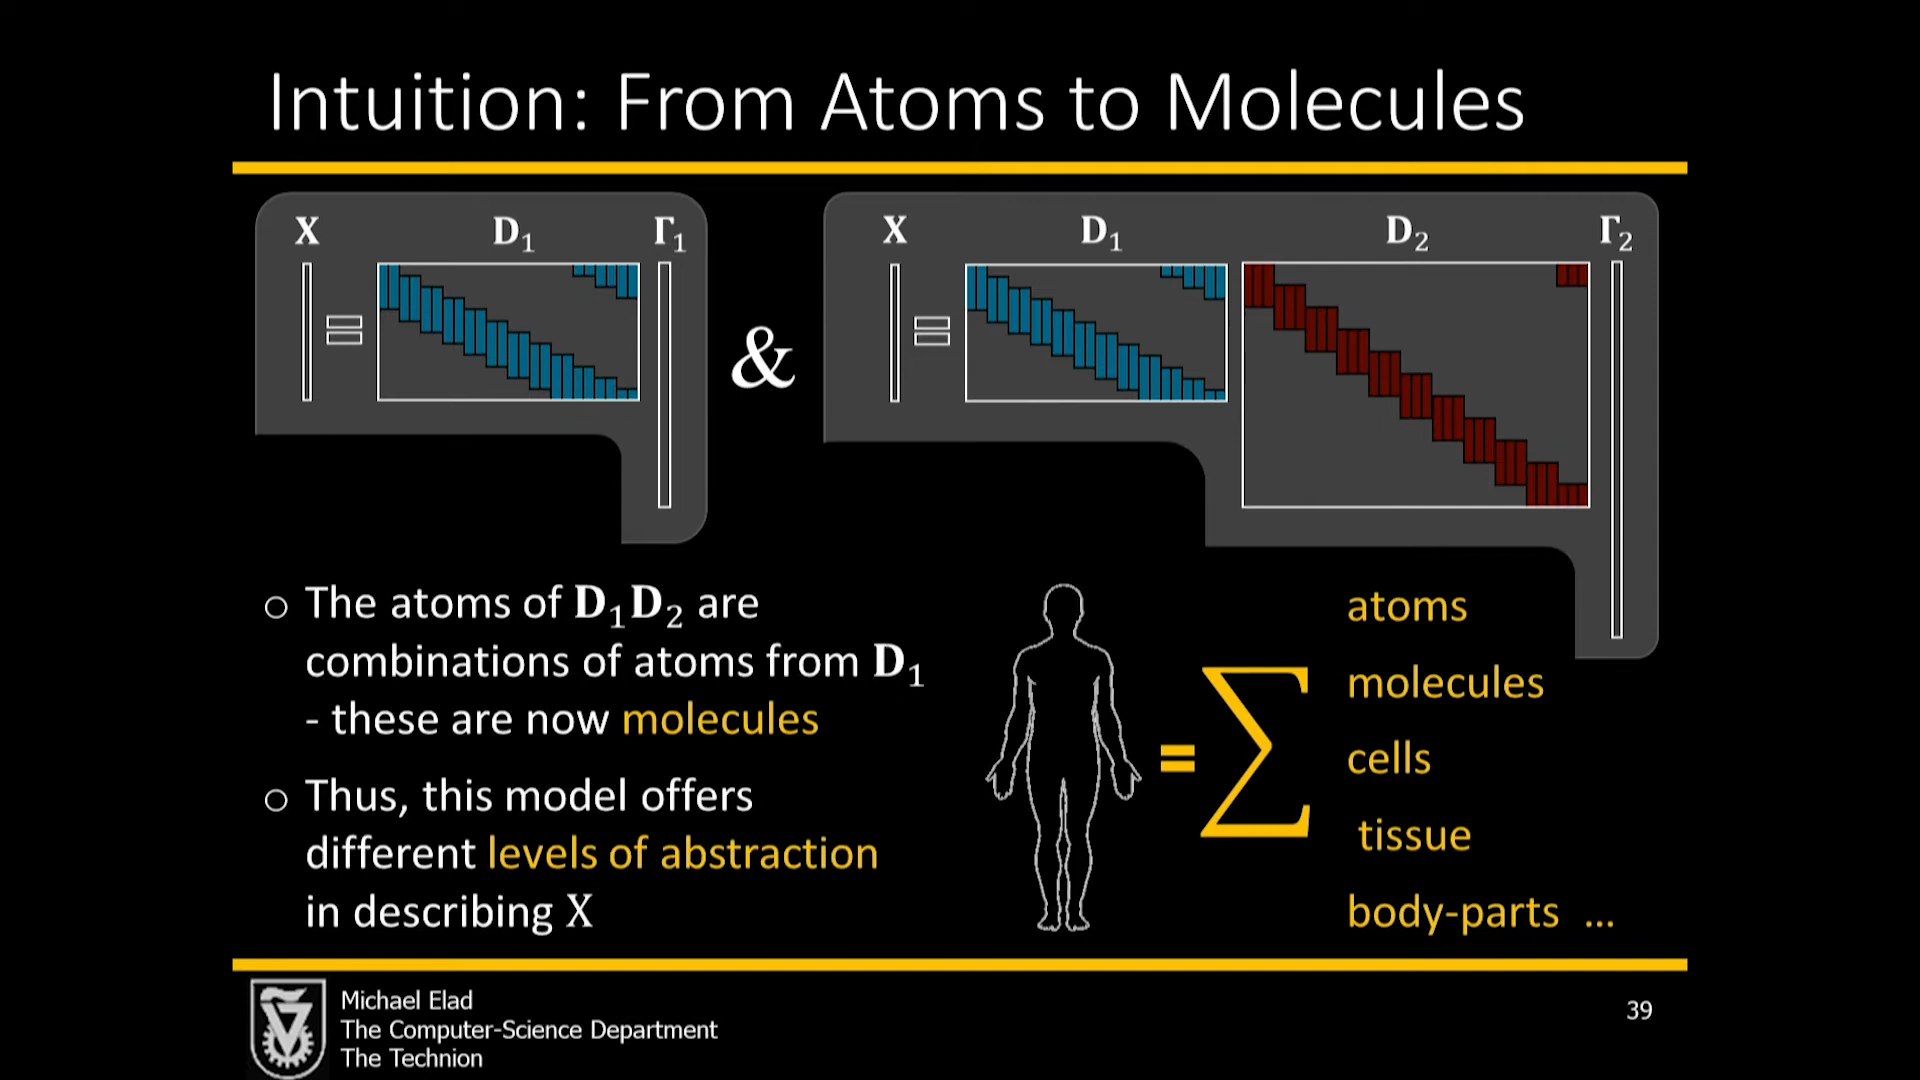 Intuition: From Atoms to Molecules
X D₁ Γ₁
&
X D₁ D₂ Γ₂
=
=
○ The atoms of D₁D₂ are
combinations of atoms from D₁
- these are now molecules
○ Thus, this model offers
different levels of abstraction
in describing X
= ∑
atoms
molecules
cells
tissue
body-parts ...
Michael Elad
The Computer-Science Department
The Technion
39